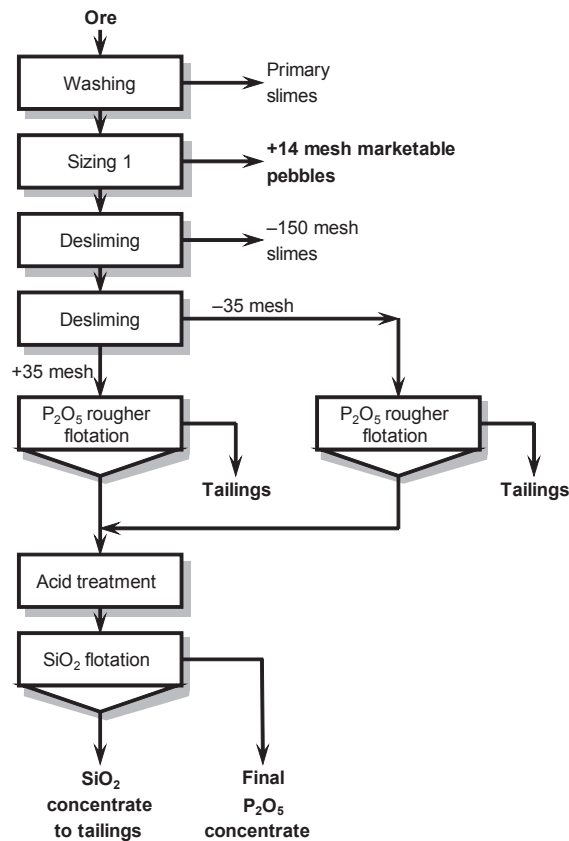 Ore
Washing
Primary
slimes
Sizing 1
+14 mesh marketable
pebbles
Desliming
–150 mesh
slimes
Desliming
–35 mesh
+35 mesh
P₂O₅ rougher
flotation
P₂O₅ rougher
flotation
Tailings
Tailings
Acid treatment
SiO₂ flotation
SiO₂
concentrate
to tailings
Final
P₂O₅
concentrate